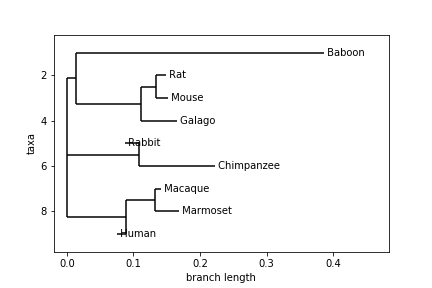 Baboon
2 Rat
Mouse
4 Galago
taxa
Rabbit
6 Chimpanzee
Macaque
8 Marmoset
Human
0.0 0.1 0.2 0.3 0.4
branch length